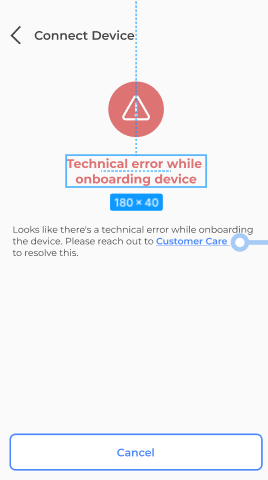 Connect Device
Technical error while
onboarding device
180 × 40
Looks like there's a technical error while onboarding
the device. Please reach out to Customer Care
to resolve this.
Cancel